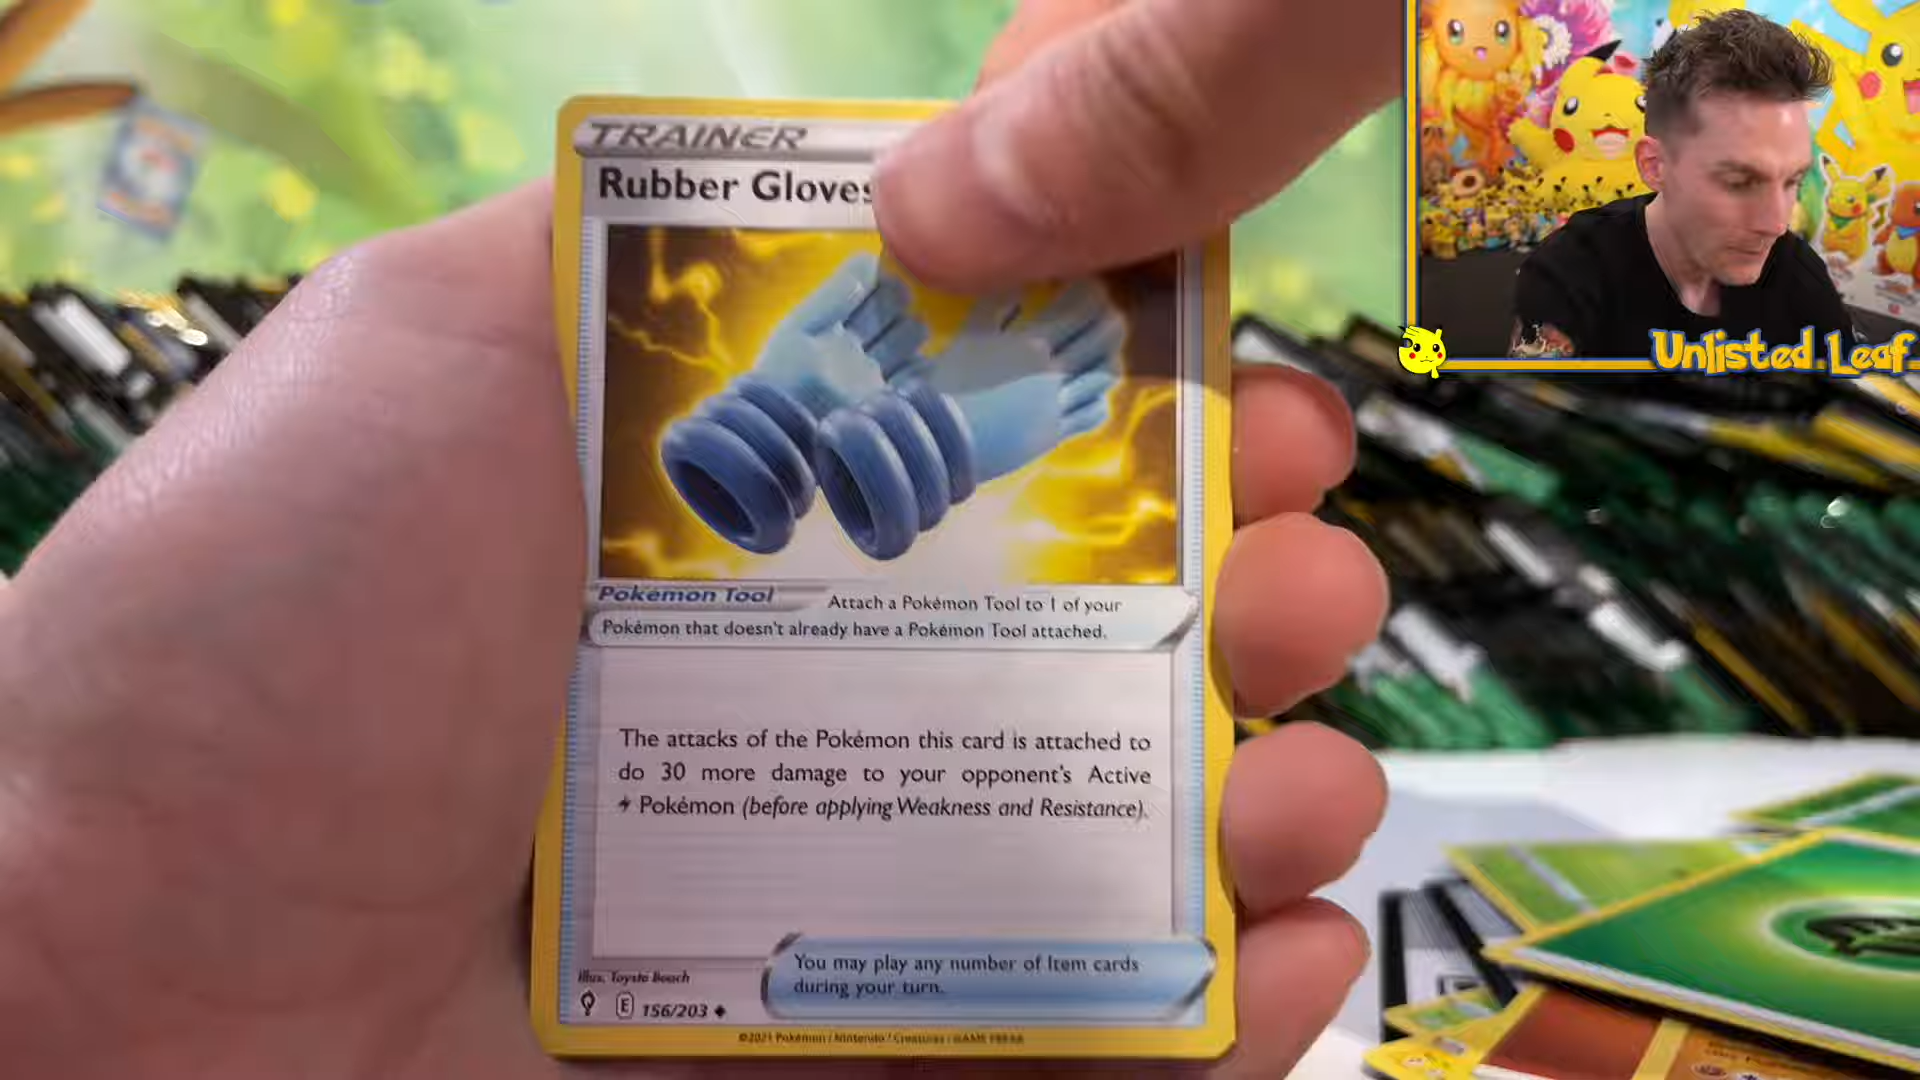 TRAINER
Rubber Gloves
Pokémon Tool
Attach a Pokémon Tool to 1 of your
Pokémon that doesn't already have a Pokémon Tool attached.
The attacks of the Pokémon this card is attached to
do 30 more damage to your opponent's Active
Pokémon (before applying Weakness and Resistance).
You may play any number of Item cards
during your turn.
Illus. Toyste Beach
E 156/203
©2021 Pokémon / Nintendo / Creatures / GAME FREAK
Unlisted Leaf